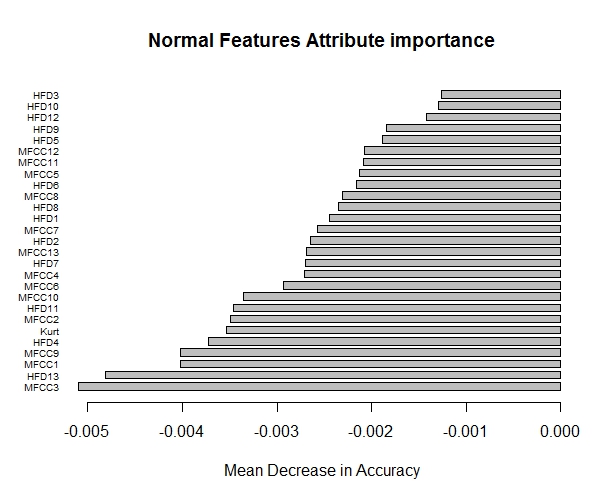 Normal Features Attribute importance
HFD3
HFD10
HFD12
HFD9
HFD5
MFCC12
MFCC11
MFCC5
HFD6
MFCC8
HFD8
HFD1
MFCC7
HFD2
MFCC13
HFD7
MFCC4
MFCC6
MFCC10
HFD11
MFCC2
Kurt
HFD4
MFCC9
MFCC1
HFD13
MFCC3
-0.005 -0.004 -0.003 -0.002 -0.001 0.000
Mean Decrease in Accuracy